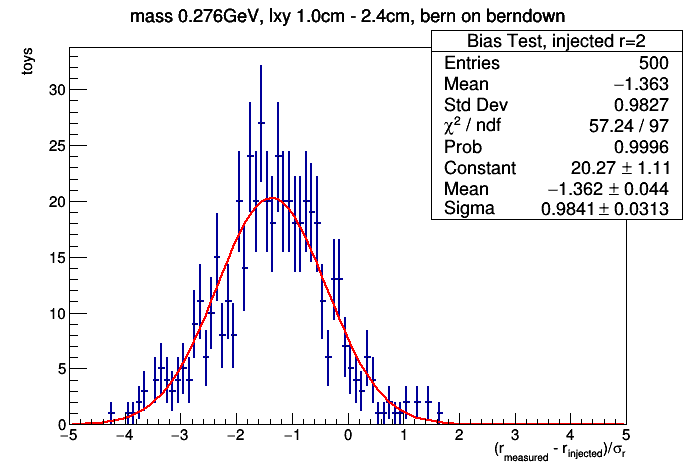 mass 0.276GeV, lxy 1.0cm - 2.4cm, bern on berndown
toys
Bias Test, injected r=2
Entries 500
Mean −1.363
Std Dev 0.9827
χ² / ndf 57.24 / 97
Prob 0.9996
Constant 20.27 ± 1.11
Mean −1.362 ± 0.044
Sigma 0.9841 ± 0.0313
30
25
20
15
10
5
0
−5 −4 −3 −2 −1 0 1 2 3 4 5
(r_measured - r_injected)/σ_r